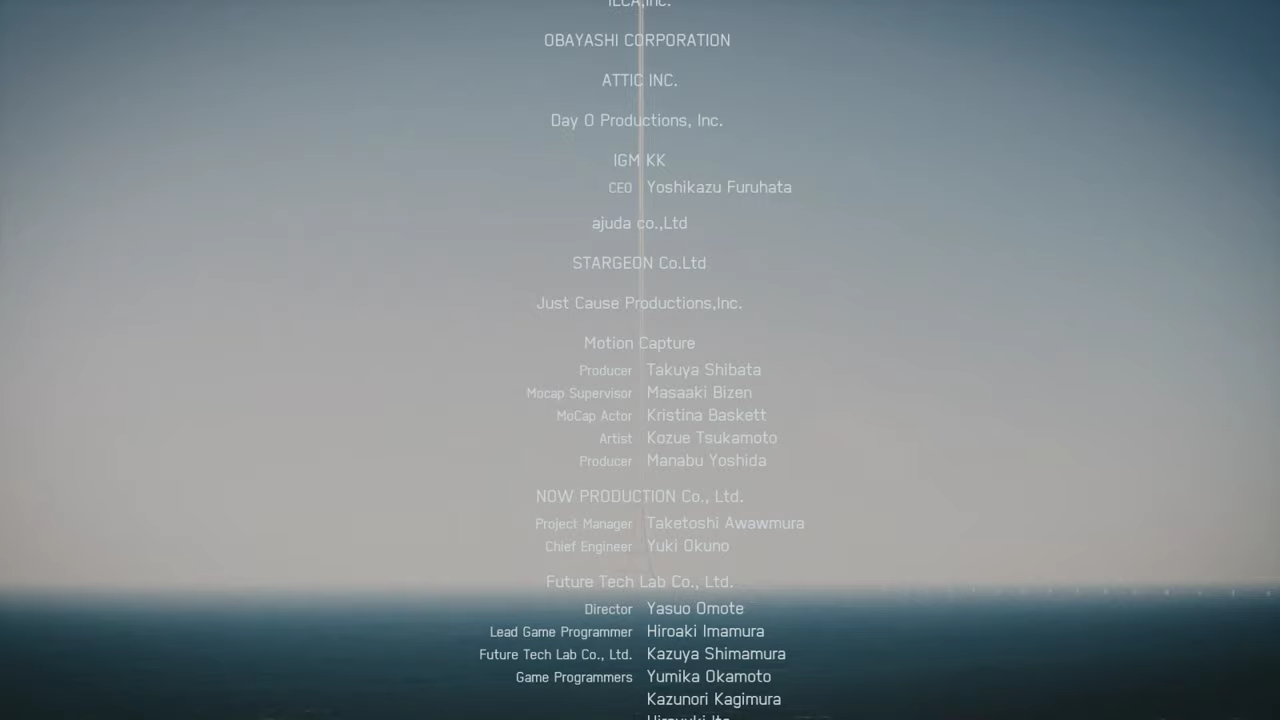 ILCA,Inc.
OBAYASHI CORPORATION
ATTIC INC.
Day O Productions, Inc.
IGM KK
CEO Yoshikazu Furuhata
ajuda co.,Ltd
STARGEON Co.Ltd
Just Cause Productions,Inc.
Motion Capture
Producer Takuya Shibata
Mocap Supervisor Masaaki Bizen
MoCap Actor Kristina Baskett
Artist Kozue Tsukamoto
Producer Manabu Yoshida
NOW PRODUCTION Co., Ltd.
Project Manager Taketoshi Awawmura
Chief Engineer Yuki Okuno
Future Tech Lab Co., Ltd.
Director Yasuo Omote
Lead Game Programmer Hiroaki Imamura
Future Tech Lab Co., Ltd. Kazuya Shimamura
Game Programmers Yumika Okamoto
Kazunori Kagimura